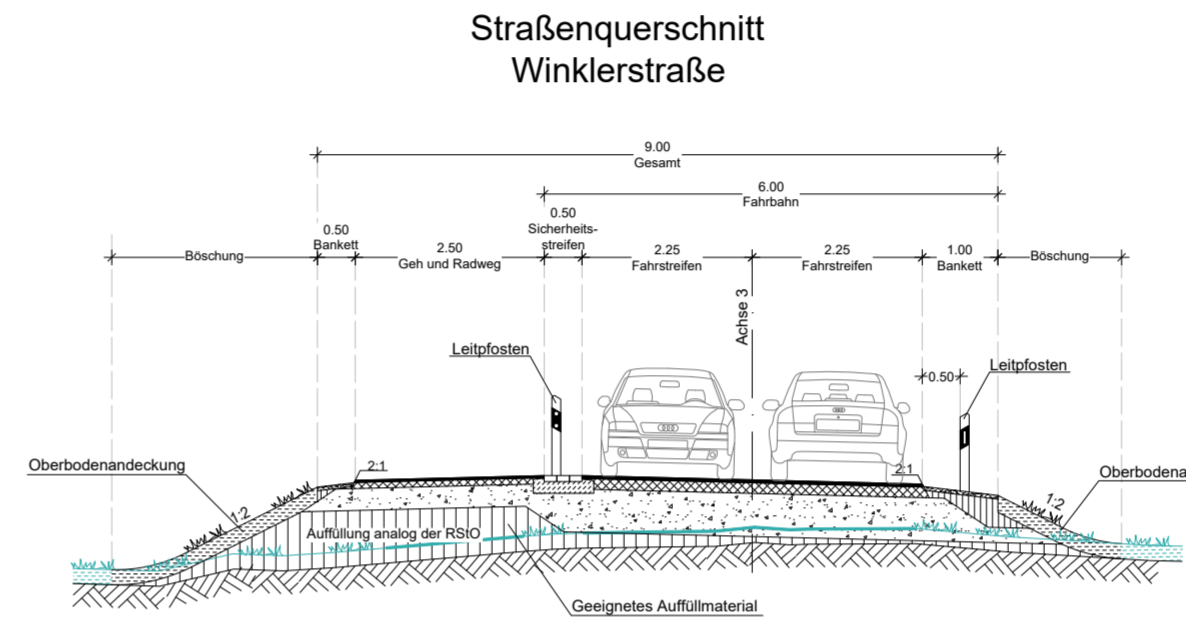 Straßenquerschnitt
Winklerstraße
9.00
Gesamt
6.00
Fahrbahn
0.50
Sicherheits-
streifen
0.50
Bankett
Böschung
2.50
Geh und Radweg
2.25
Fahrstreifen
2.25
Fahrstreifen
1.00
Bankett
Böschung
Achse 3
Leitpfosten
0.50
Leitpfosten
Oberbodenandeckung
2:1
2:1
Oberbodena
1:2
1:2
Auffüllung analog der RStO
Geeignetes Auffüllmaterial